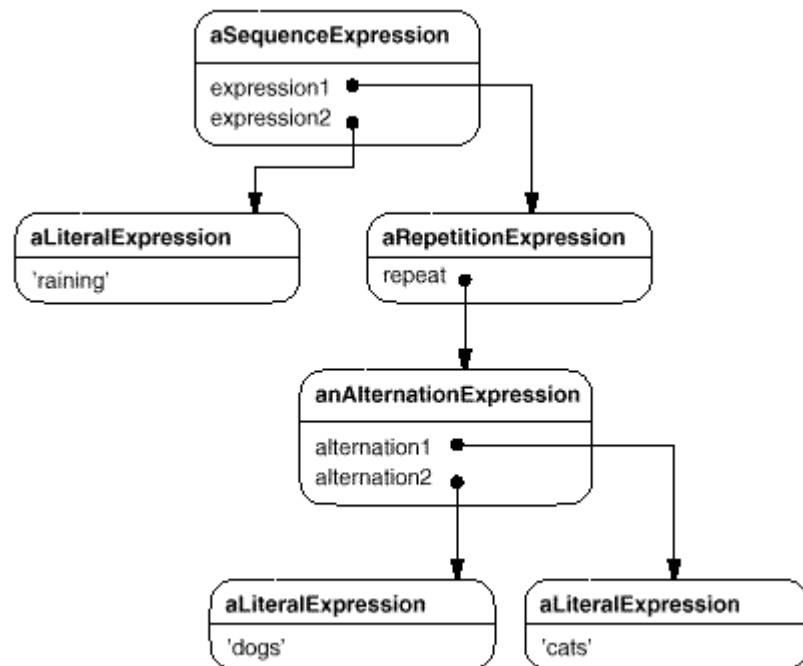 aSequenceExpression
expression1
expression2
aLiteralExpression
'raining'
aRepetitionExpression
repeat
anAlternationExpression
alternation1
alternation2
aLiteralExpression
'dogs'
aLiteralExpression
'cats'